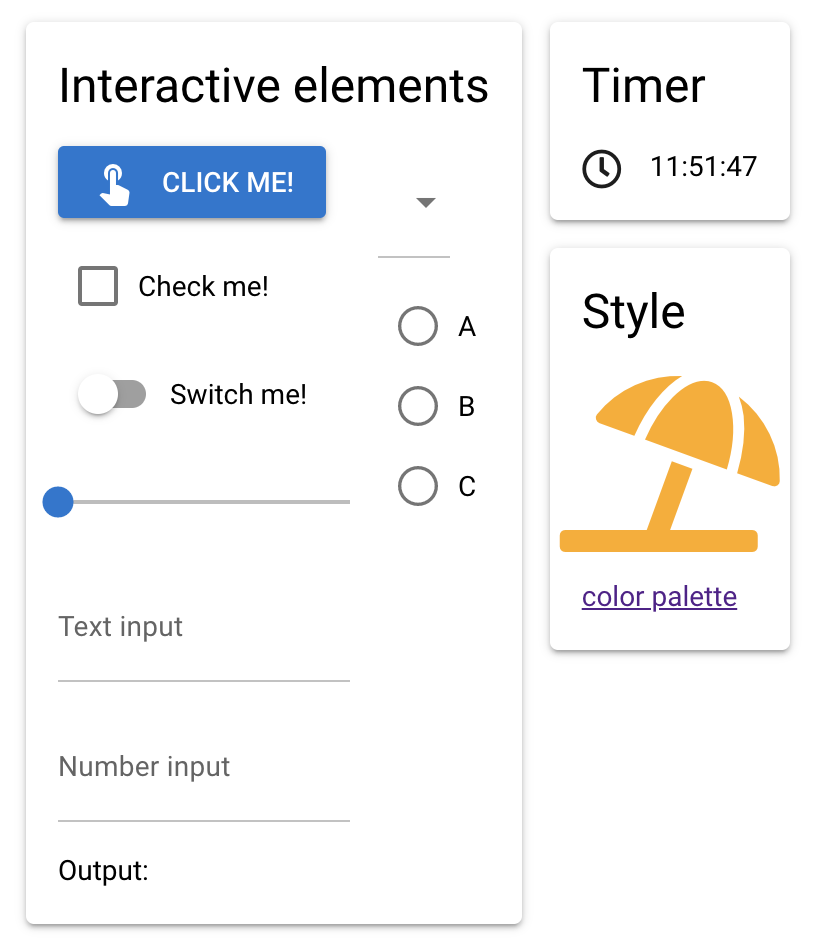 Interactive elements
CLICK ME!
Check me!
Switch me!
A
B
C
Text input
Number input
Output:
Timer
11:51:47
Style
color palette